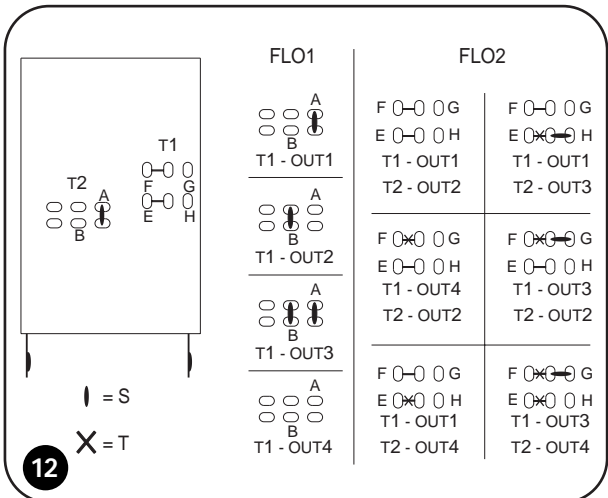 FLO1
FLO2
T1
F G
E H
T2
A
B
= S
= T
12
A
B
T1 - OUT1
A
B
T1 - OUT2
A
B
T1 - OUT3
A
B
T1 - OUT4
F G
E H
T1 - OUT1
T2 - OUT2
F G
E H
T1 - OUT1
T2 - OUT3
F G
E H
T1 - OUT4
T2 - OUT2
F G
E H
T1 - OUT3
T2 - OUT2
F G
E H
T1 - OUT1
T2 - OUT4
F G
E H
T1 - OUT3
T2 - OUT4